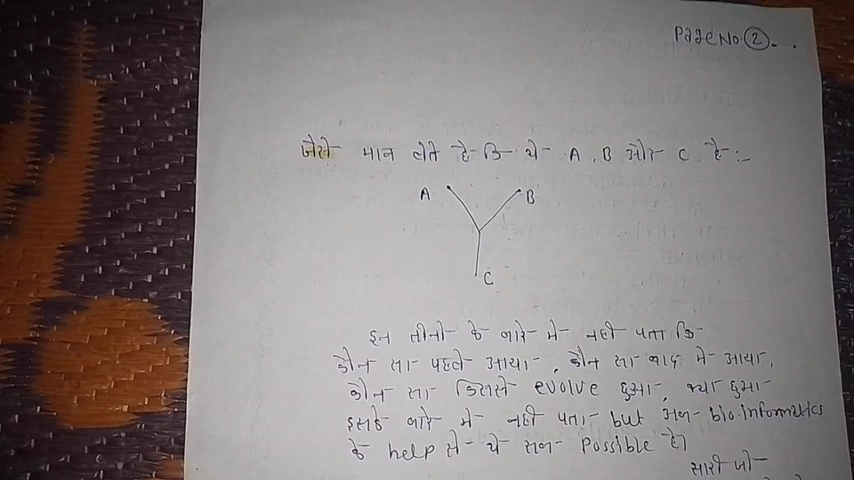 Page No. 2...
जैसे मान लेते है कि ये A, B और C है :-
A
B
C
इन तीनो के बारे मे नही पता कि
कौन सा पहले आया, कौन सा बाद मे आया,
कौन सा किससे evolve हुआ, क्या हुआ
इसके बारे मे नही पता but अब bio-informatics
के help से ये सब possible है।
सारी जो